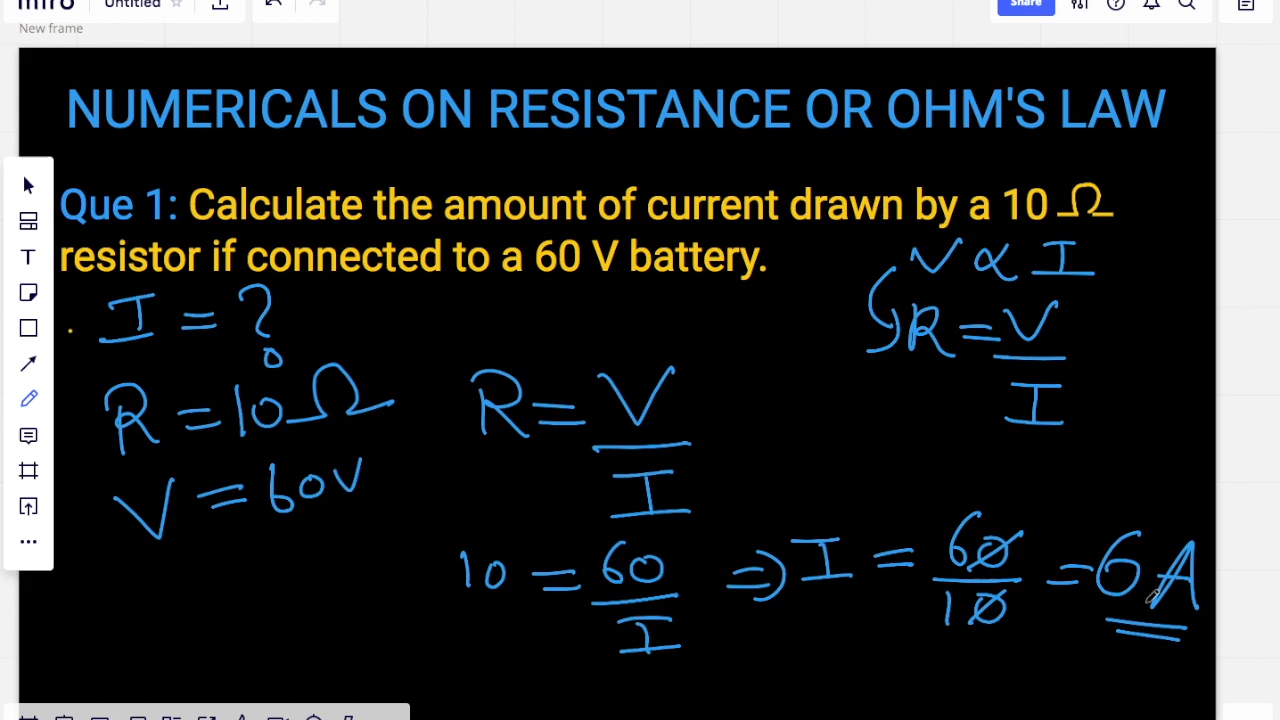 miro Untitled Share
New frame
NUMERICALS ON RESISTANCE OR OHM'S LAW
Que 1: Calculate the amount of current drawn by a 10 Ω
resistor if connected to a 60 V battery.
V ∝ I
I = ?
R = V/I
R = 10Ω
R = V/I
V = 60V
10 = 60/I ⇒ I = 60/10 = 6A
T